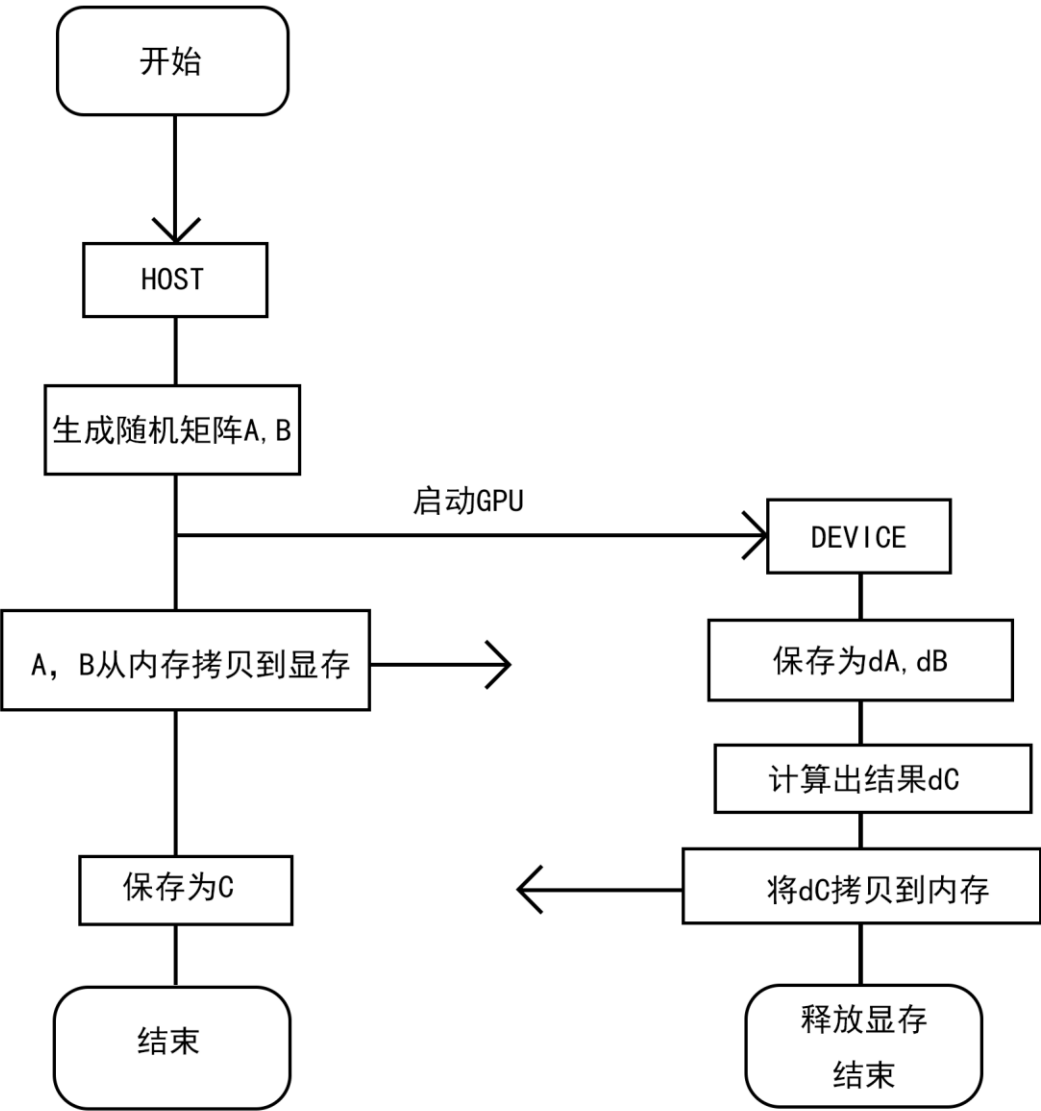 开始
HOST
生成随机矩阵A,B
启动GPU
DEVICE
A，B从内存拷贝到显存
保存为dA,dB
计算出结果dC
保存为C
将dC拷贝到内存
结束
释放显存
结束